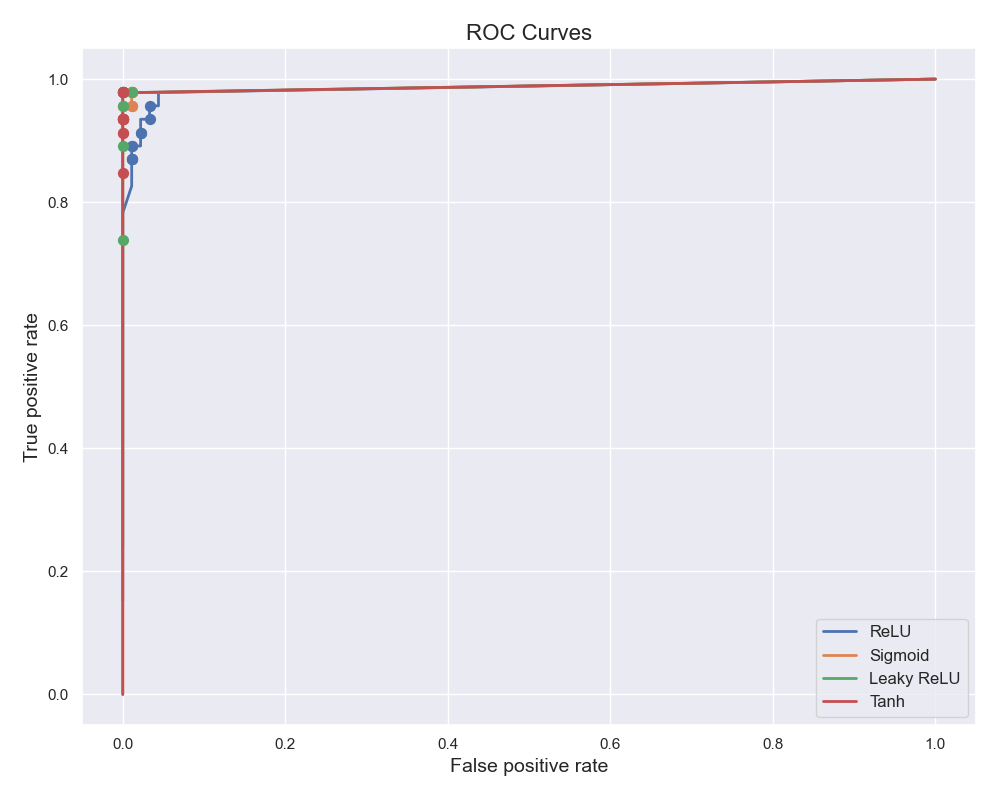 ROC Curves
True positive rate
1.0
0.8
0.6
0.4
0.2
0.0
0.0 0.2 0.4 0.6 0.8 1.0
False positive rate
ReLU
Sigmoid
Leaky ReLU
Tanh